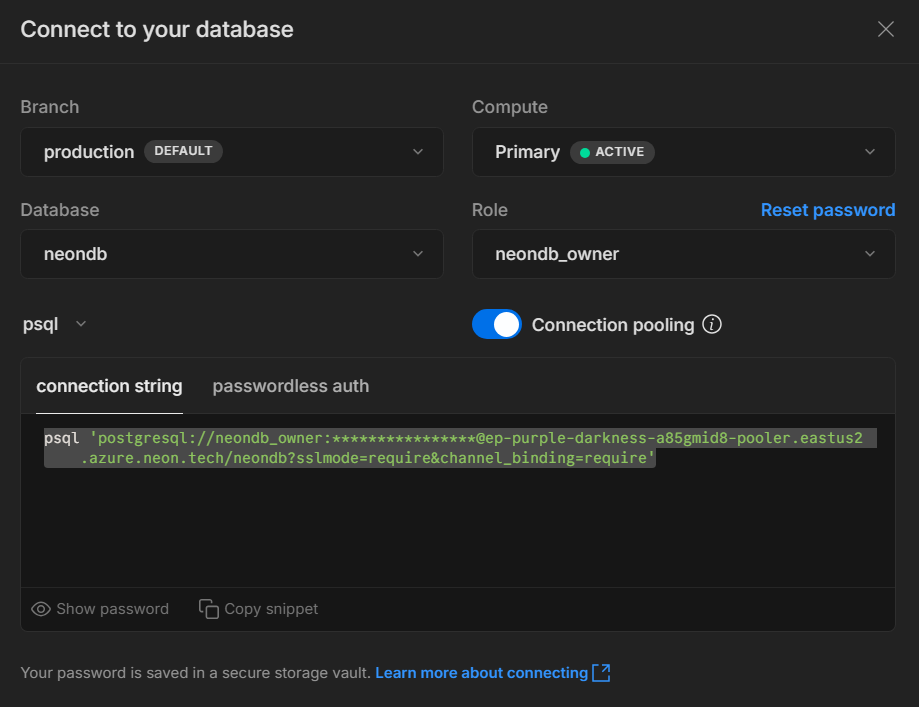 Connect to your database
Branch
Compute
production DEFAULT
Primary ACTIVE
Database
Role
Reset password
neondb
neondb_owner
psql
Connection pooling
connection string
passwordless auth
psql 'postgresql://neondb_owner:****************@ep-purple-darkness-a85gmid8-pooler.eastus2
.azure.neon.tech/neondb?sslmode=require&channel_binding=require'
Show password
Copy snippet
Your password is saved in a secure storage vault. Learn more about connecting